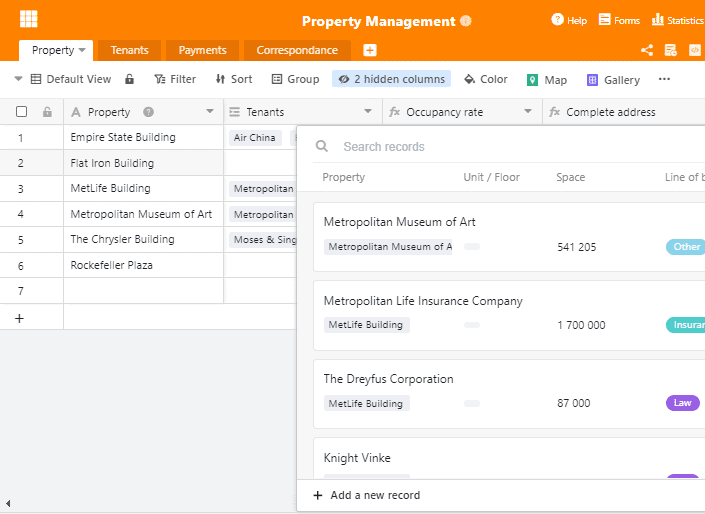 Property Management
Help Forms Statistics
Property Tenants Payments Correspondance
Default View Filter Sort Group 2 hidden columns Color Map Gallery
A Property Tenants fx Occupancy rate fx Complete address
1 Empire State Building Air China
2 Flat Iron Building
3 MetLife Building Metropolitan
4 Metropolitan Museum of Art Metropolitan
5 The Chrysler Building Moses & Sing
6 Rockefeller Plaza
7
+
Search records
Property Unit / Floor Space Line of b
Metropolitan Museum of Art
Metropolitan Museum of A 541 205 Other
Metropolitan Life Insurance Company
MetLife Building 1 700 000 Insuran
The Dreyfus Corporation
MetLife Building 87 000 Law
Knight Vinke
+ Add a new record